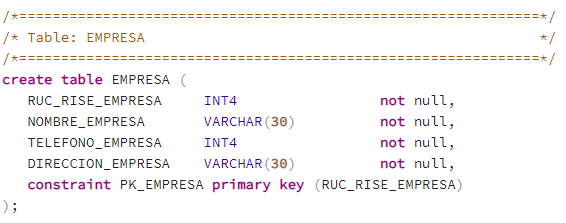 /*==============================================================*/
/* Table: EMPRESA                                               */
/*==============================================================*/
create table EMPRESA (
   RUC_RISE_EMPRESA     INT4                 not null,
   NOMBRE_EMPRESA       VARCHAR(30)          not null,
   TELEFONO_EMPRESA     INT4                 not null,
   DIRECCION_EMPRESA    VARCHAR(30)          not null,
   constraint PK_EMPRESA primary key (RUC_RISE_EMPRESA)
);